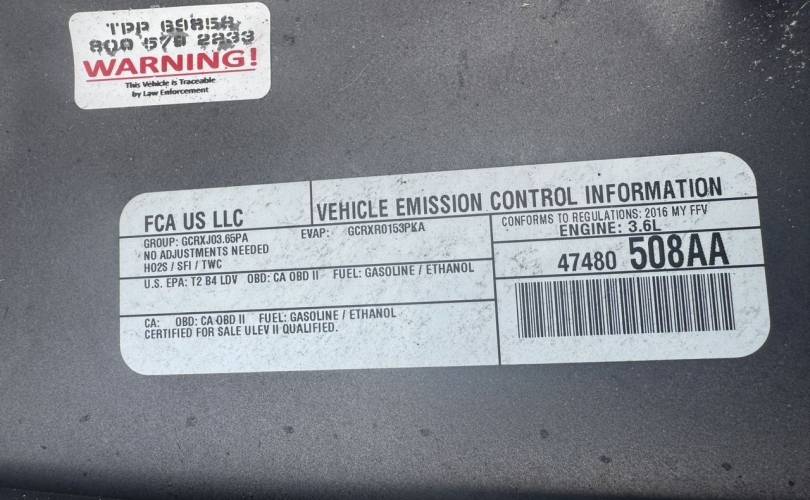 TPP 6985A
800 570 2233
WARNING!
This Vehicle is Traceable
by Law Enforcement
FCA US LLC
VEHICLE EMISSION CONTROL INFORMATION
GROUP: GCRXJ03.65PA EVAP: GCRXR0153PKA
NO ADJUSTMENTS NEEDED
HO2S / SFI / TWC
U.S. EPA: T2 B4 LDV OBD: CA OBD II FUEL: GASOLINE / ETHANOL
CA: OBD: CA OBD II FUEL: GASOLINE / ETHANOL
CERTIFIED FOR SALE ULEV II QUALIFIED.
CONFORMS TO REGULATIONS: 2016 MY FFV
ENGINE: 3.6L
47480 508AA